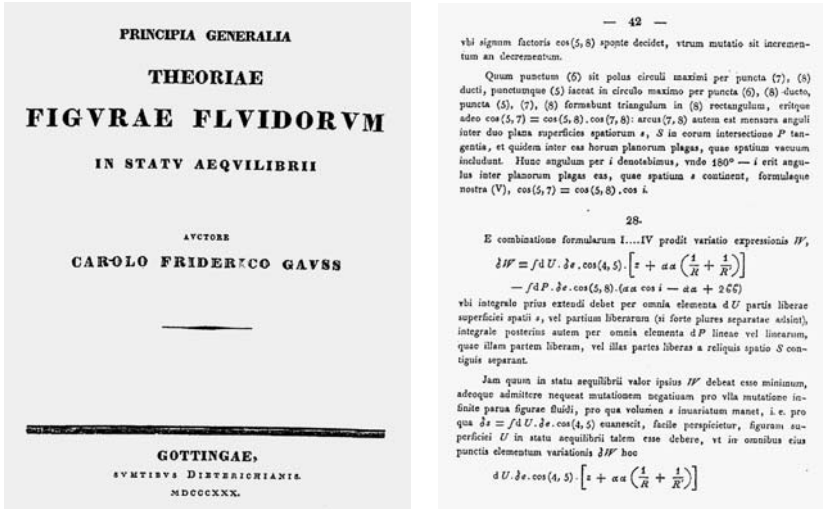 PRINCIPIA GENERALIA
THEORIAE
FIGVRAE FLVIDORVM
IN STATV AEQVILIBRII
AVCTORE
CAROLO FRIDERICO GAVSS
GOTTINGAE,
SVMTIBVS DIETERICHIANIS.
MDCCCXXX.
— 42 —
vbi signum factoris cos (5, 8) sponte decidet, vtrum mutatio sit incremen-
tum an decrementum.
Quum punctum (6) sit polus circuli maximi per puncta (7), (8)
ducti, punctumque (5) iaceat in circulo maximo per puncta (6), (8) ducto,
puncta (5), (7), (8) formabunt triangulum in (8) rectangulum, eritque
adeo cos (5, 7) = cos (5, 8) . cos (7, 8): arcus (7, 8) autem est mensura anguli
inter duo plana superficies spatiorum s, S in eorum intersectione P tan-
gentia, et quidem inter eas horum planorum plagas, quae spatium vacuum
includunt. Hunc angulum per i denotabimus, vnde 180° — i erit angu-
lus inter planorum plagas eas, quae spatium s continent, formulaque
nostra (V), cos (5, 7) = cos (5, 8) . cos i.
28.
E combinatione formularum I....IV prodit variatio expressionis W,
δW = ∫dU . δe . cos (4, 5) . [z + αα (1/R + 1/R')]
— ∫dP . δe . cos (5, 8) . (αα cos i — αα + 2ϐϐ)
vbi integrale prius extendi debet per omnia elementa dU partis liberae
superficiei spatii s, vel partium liberarum (si forte plures separatae adsint),
integrale posterius autem per omnia elementa dP lineae vel linearum,
quae illam partem liberam, vel illas partes liberas a reliquis spatio S con-
tiguis separant.
Jam quum in statu aequilibrii valor ipsius W debeat esse minimum,
adeoque admittere nequeat mutationem negatiuam pro vlla mutatione in-
finite parua figurae fluidi, pro qua volumen s inuariatum manet, i. e. pro
qua δs = ∫dU . δe . cos (4, 5) euanescit, facile perspicietur, figuram su-
perficiei U in statu aequilibrii talem esse debere, vt in omnibus eius
punctis elementum variationis δW hoc
dU . δe . cos (4, 5) . [z + αα (1/R + 1/R')]